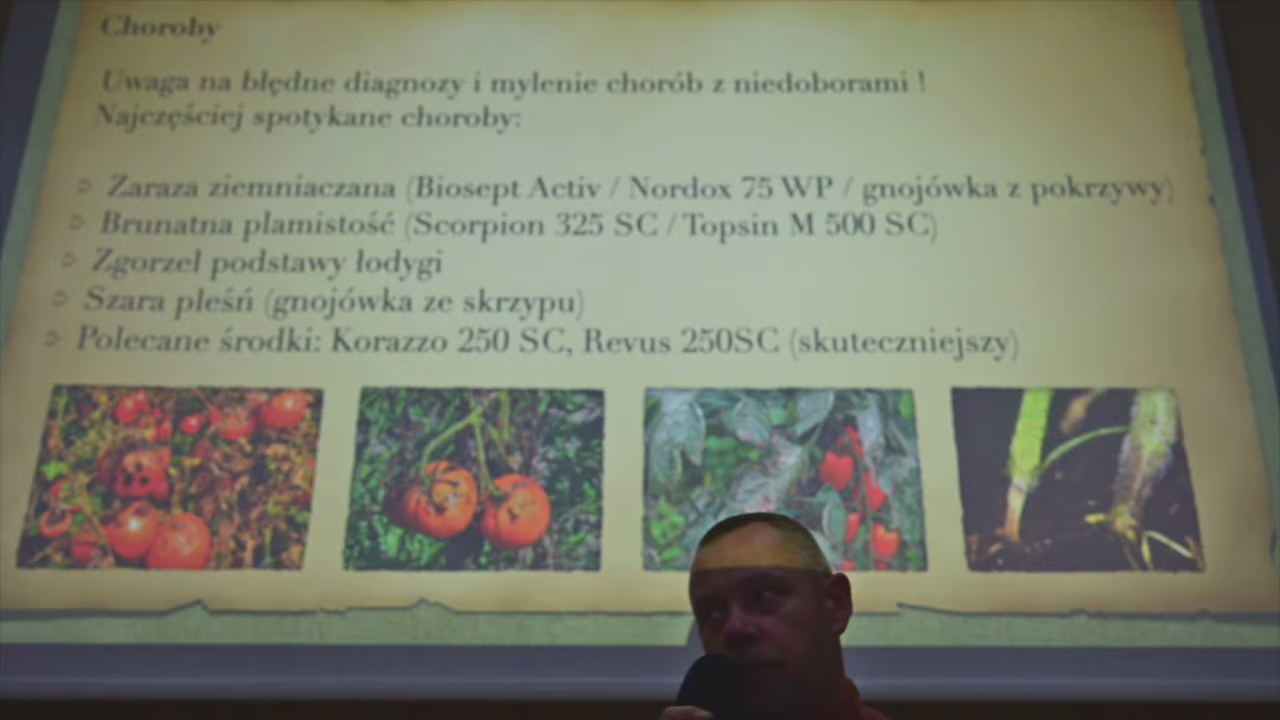 Choroby
Uwaga na błędne diagnozy i mylenie chorób z niedoborami !
Najczęściej spotykane choroby:
Zaraza ziemniaczana (Biosept Activ / Nordox 75 WP / gnojówka z pokrzywy)
Brunatna plamistość (Scorpion 325 SC / Topsin M 500 SC)
Zgorzel podstawy łodygi
Szara pleśń (gnojówka ze skrzypu)
Polecane środki: Korazzo 250 SC, Revus 250SC (skuteczniejszy)